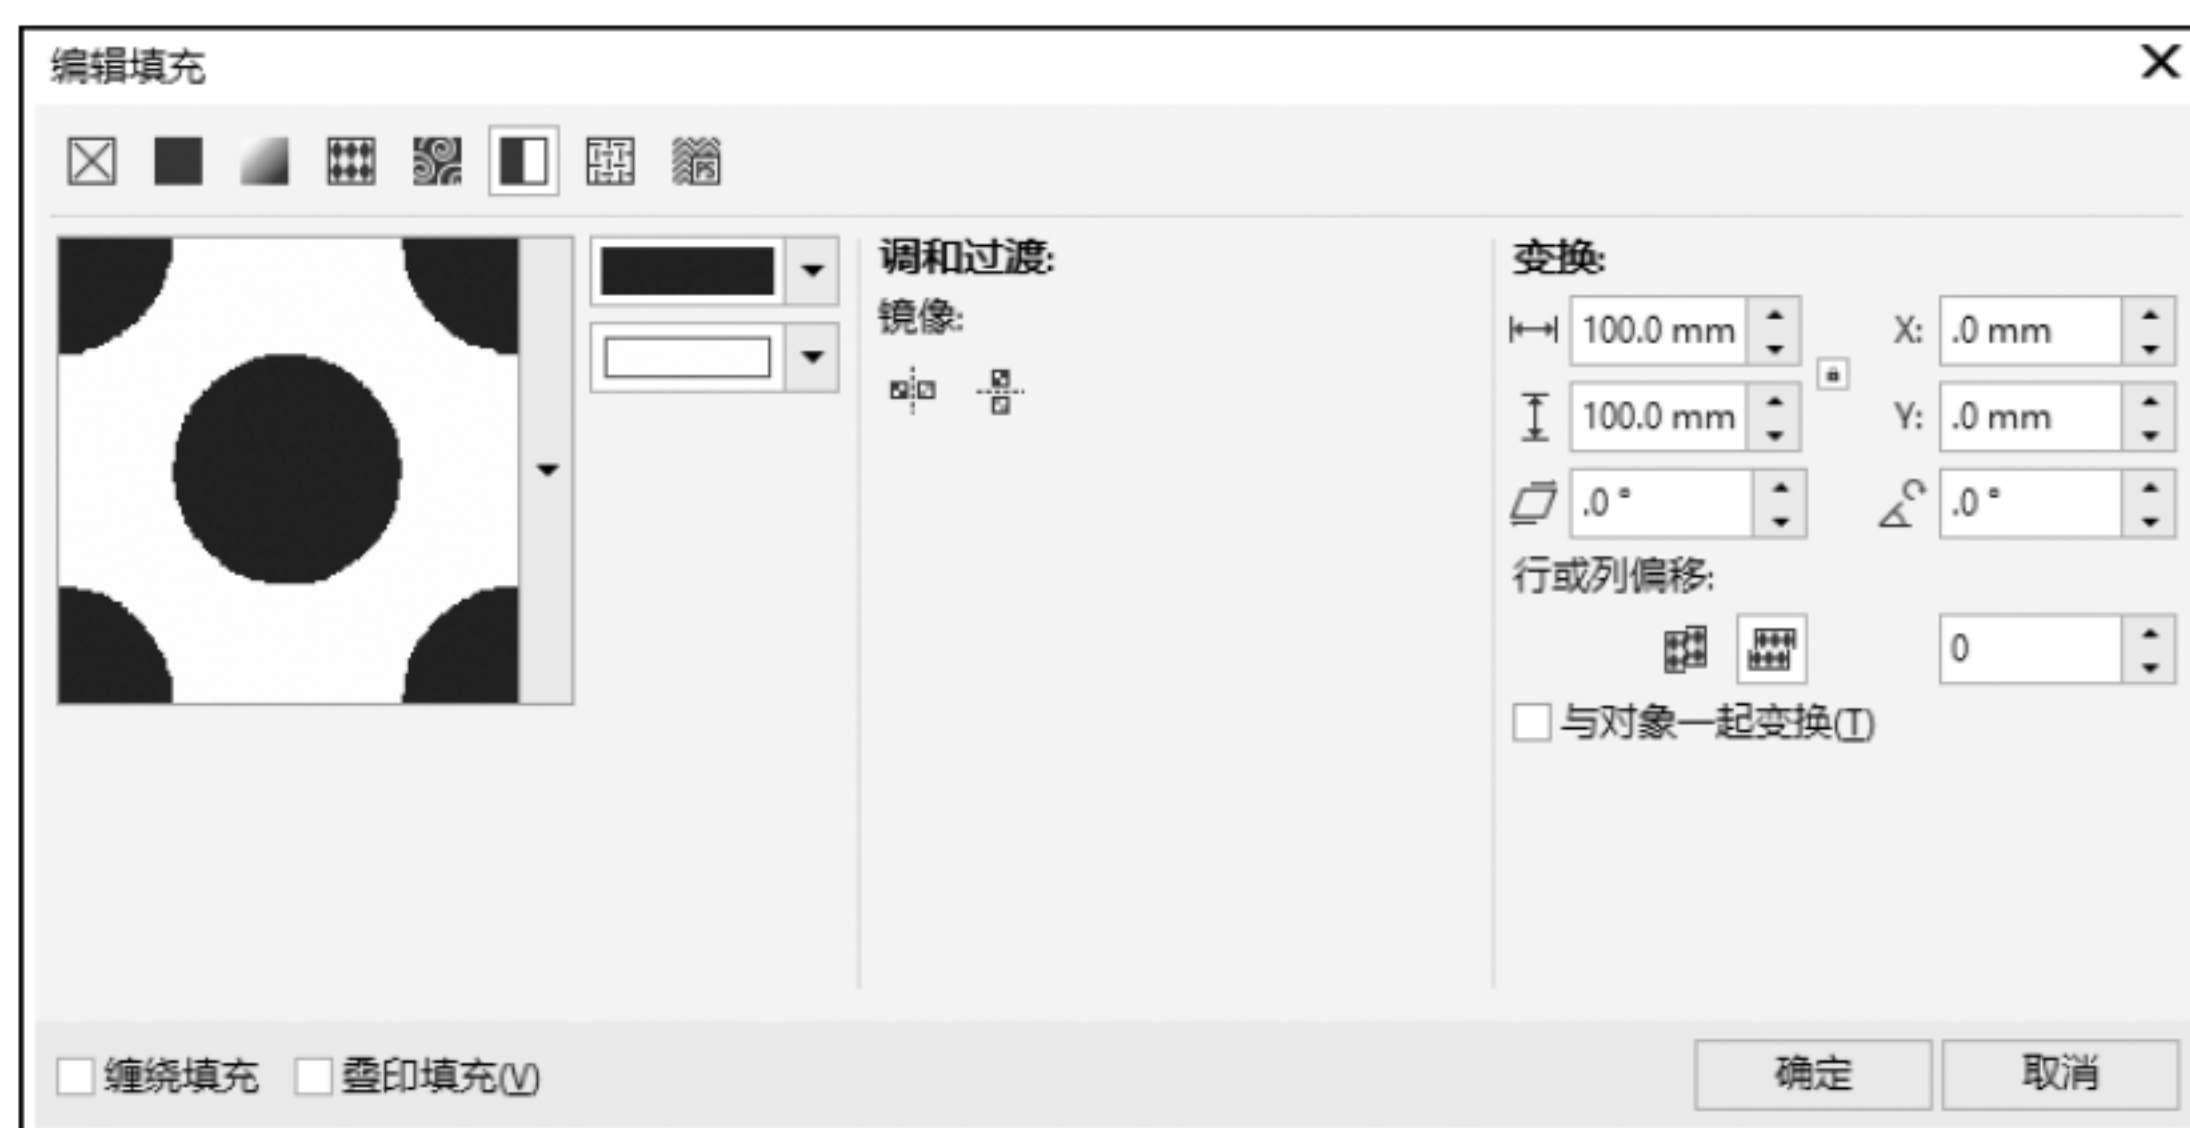 编辑填充
PS
调和过渡:
镜像:
变换:
100.0 mm
X: .0 mm
100.0 mm
Y: .0 mm
.0 °
.0 °
行或列偏移:
0
与对象一起变换(T)
缠绕填充
叠印填充(V)
确定
取消